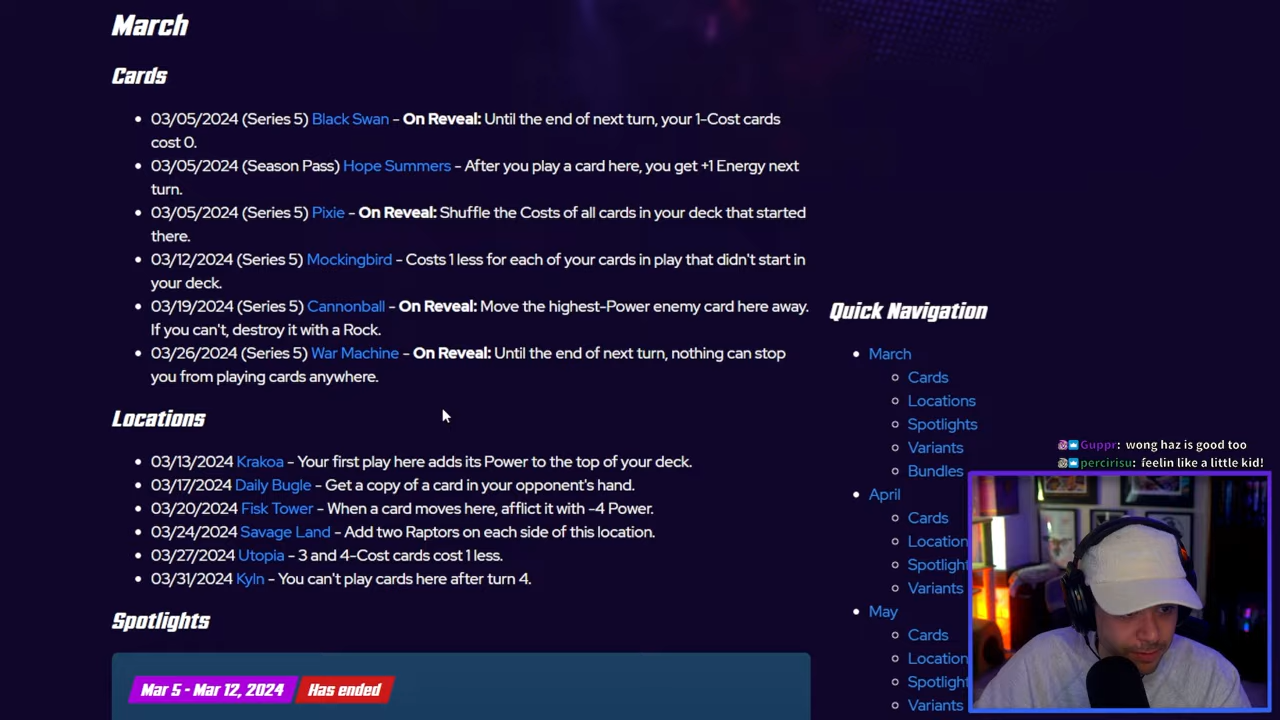 March
Cards
• 03/05/2024 (Series 5) Black Swan - On Reveal: Until the end of next turn, your 1-Cost cards
cost 0.
• 03/05/2024 (Season Pass) Hope Summers - After you play a card here, you get +1 Energy next
turn.
• 03/05/2024 (Series 5) Pixie - On Reveal: Shuffle the Costs of all cards in your deck that started
there.
• 03/12/2024 (Series 5) Mockingbird - Costs 1 less for each of your cards in play that didn't start in
your deck.
• 03/19/2024 (Series 5) Cannonball - On Reveal: Move the highest-Power enemy card here away.
If you can't, destroy it with a Rock.
• 03/26/2024 (Series 5) War Machine - On Reveal: Until the end of next turn, nothing can stop
you from playing cards anywhere.
Locations
• 03/13/2024 Krakoa - Your first play here adds its Power to the top of your deck.
• 03/17/2024 Daily Bugle - Get a copy of a card in your opponent's hand.
• 03/20/2024 Fisk Tower - When a card moves here, afflict it with -4 Power.
• 03/24/2024 Savage Land - Add two Raptors on each side of this location.
• 03/27/2024 Utopia - 3 and 4-Cost cards cost 1 less.
• 03/31/2024 Kyln - You can't play cards here after turn 4.
Spotlights
Mar 5 - Mar 12, 2024 Has ended
Quick Navigation
• March
Cards
Locations
Spotlights
Variants
Bundles
• April
Cards
Location
Spotlight
Variants
• May
Cards
Location
Spotlight
Variants
Guppr: wong haz is good too
percirisu: feelin like a little kid!